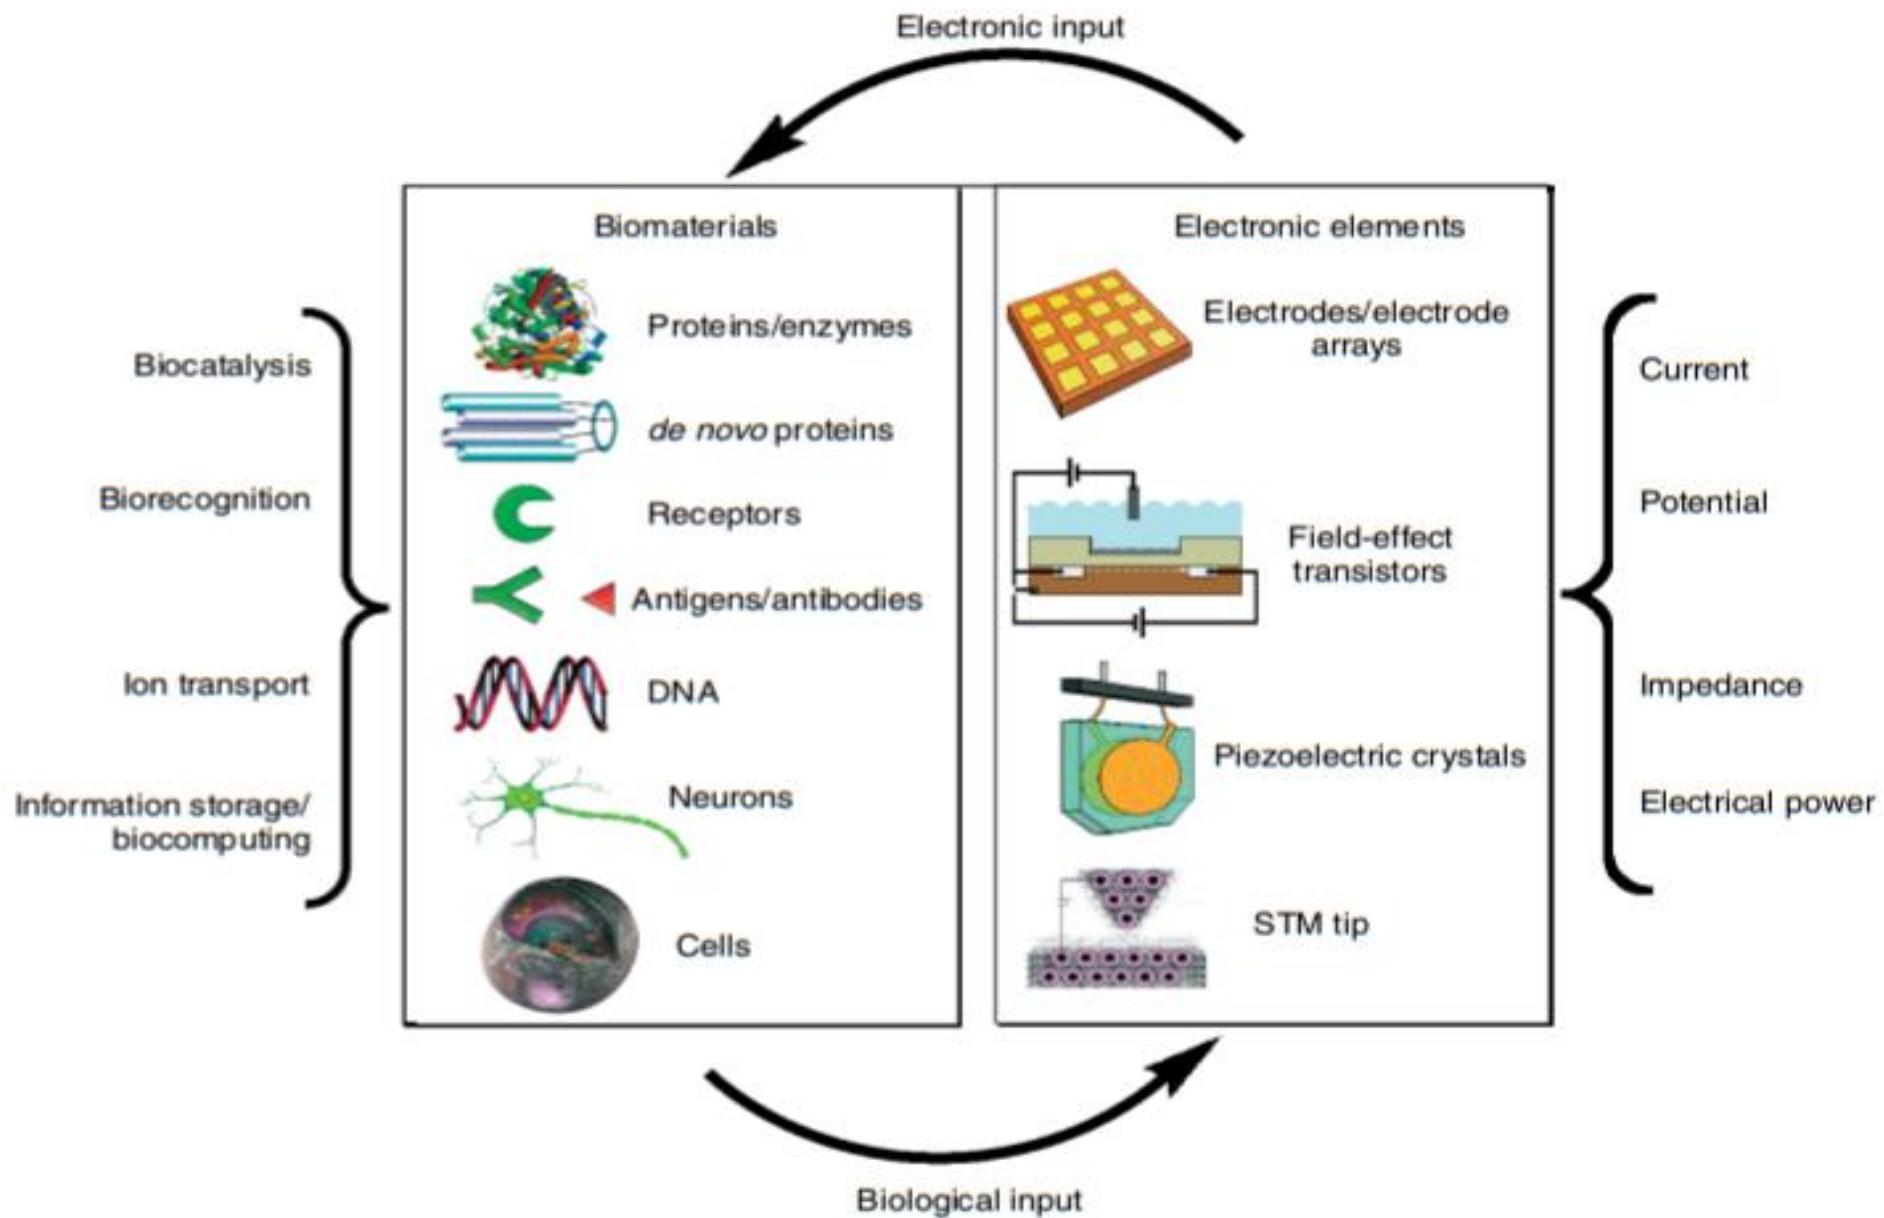 Electronic input
Biomaterials
Proteins/enzymes
de novo proteins
Receptors
Antigens/antibodies
DNA
Neurons
Cells
Electronic elements
Electrodes/electrode
arrays
Field-effect
transistors
Piezoelectric crystals
STM tip
Biocatalysis
Biorecognition
Ion transport
Information storage/
biocomputing
Current
Potential
Impedance
Electrical power
Biological input